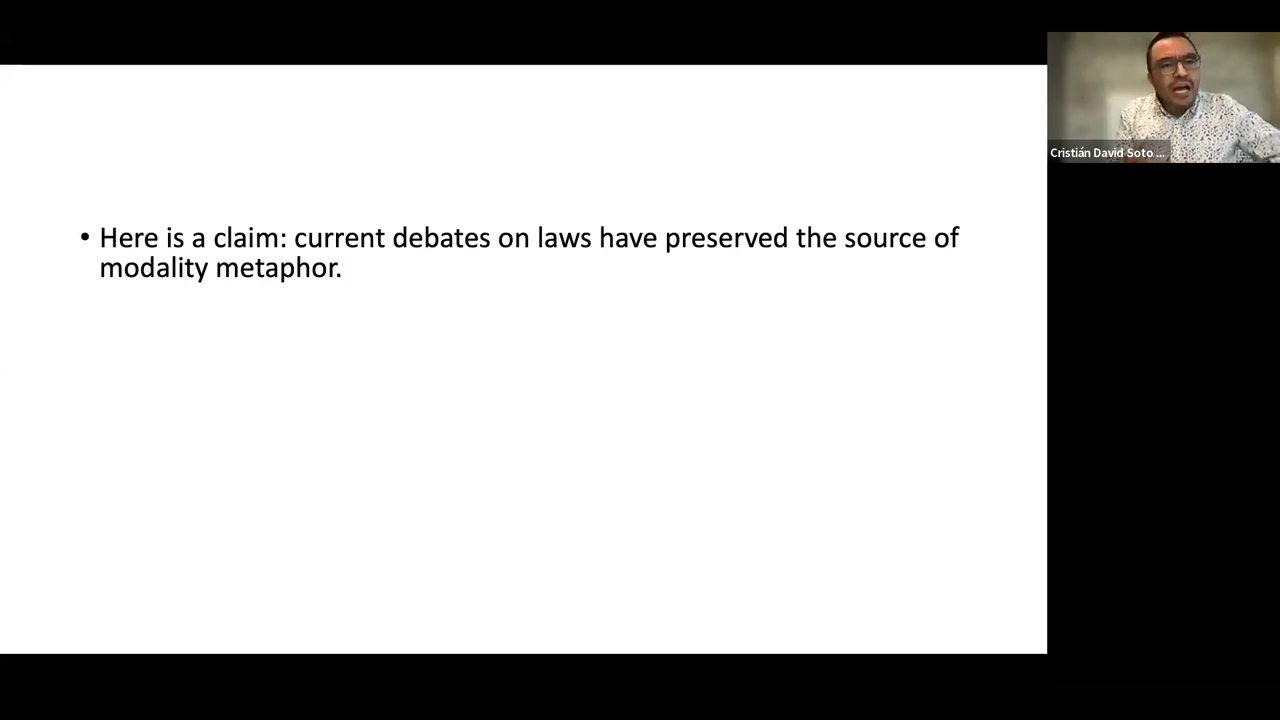 Cristián David Soto ...
• Here is a claim: current debates on laws have preserved the source of
modality metaphor.